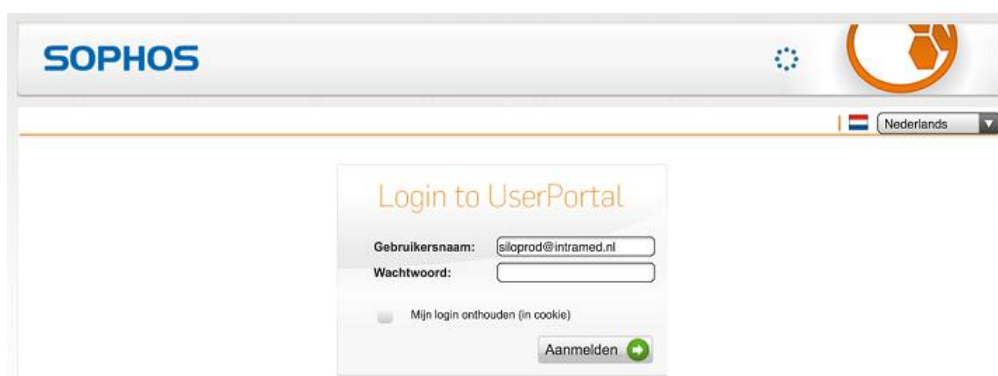 SOPHOS
Nederlands
Login to UserPortal
Gebruikersnaam: siloprod@intramed.nl
Wachtwoord:
Mijn login onthouden (in cookie)
Aanmelden